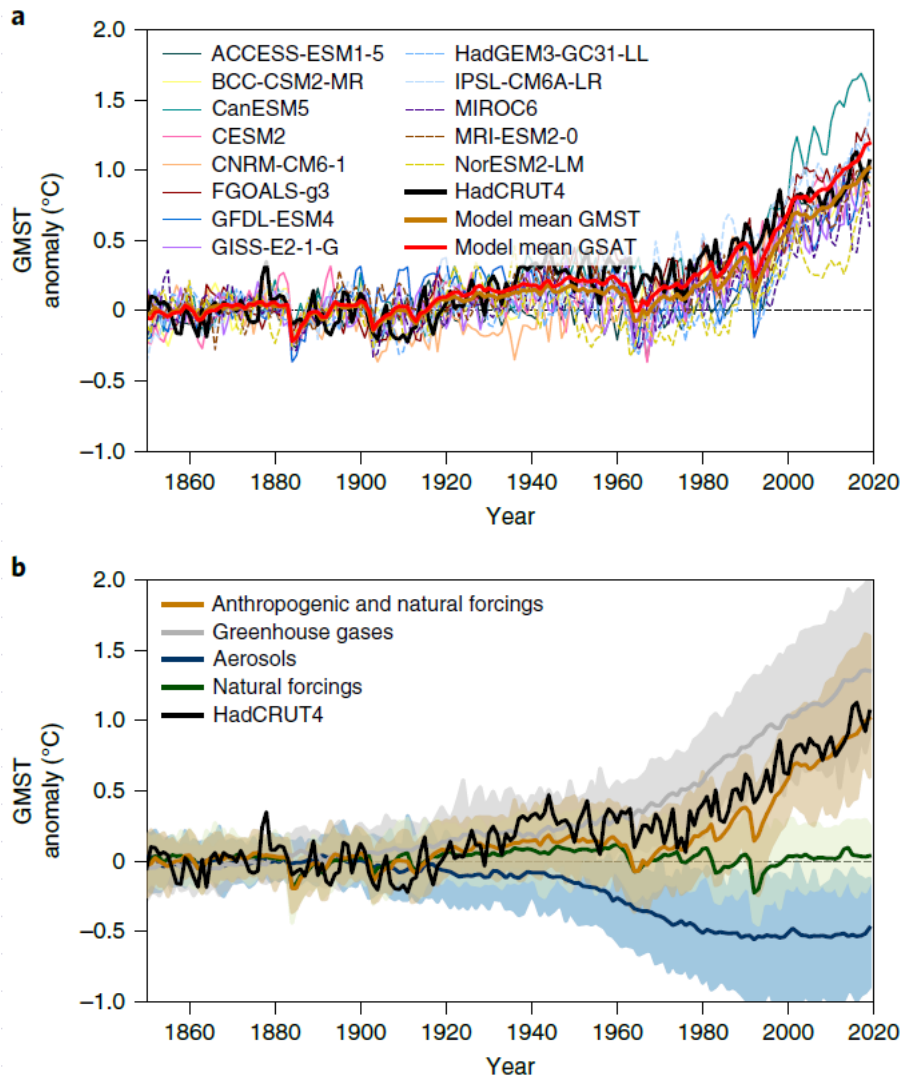 a
GMST
anomaly (°C)
2.0
1.5
1.0
0.5
0
−0.5
−1.0
ACCESS-ESM1-5
BCC-CSM2-MR
CanESM5
CESM2
CNRM-CM6-1
FGOALS-g3
GFDL-ESM4
GISS-E2-1-G
HadGEM3-GC31-LL
IPSL-CM6A-LR
MIROC6
MRI-ESM2-0
NorESM2-LM
HadCRUT4
Model mean GMST
Model mean GSAT
1860 1880 1900 1920 1940 1960 1980 2000 2020
Year
b
GMST
anomaly (°C)
2.0
1.5
1.0
0.5
0
−0.5
−1.0
Anthropogenic and natural forcings
Greenhouse gases
Aerosols
Natural forcings
HadCRUT4
1860 1880 1900 1920 1940 1960 1980 2000 2020
Year